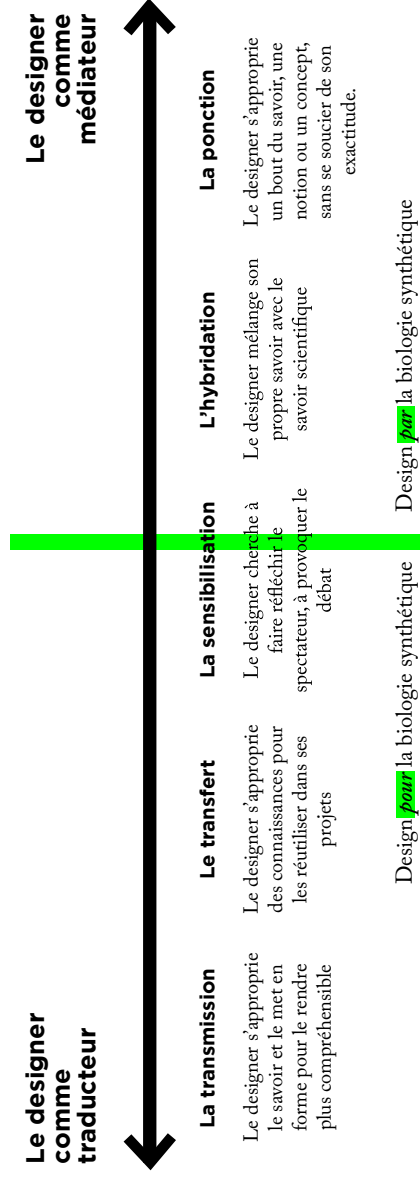 Le designer
comme
traducteur
Le designer
comme
médiateur
La transmission
Le designer s’approprie
le savoir et le met en
forme pour le rendre
plus compréhensible
Le transfert
Le designer s’approprie
des connaissances pour
les réutiliser dans ses
projets
La sensibilisation
Le designer cherche à
faire réfléchir le
spectateur, à provoquer le
débat
L’hybridation
Le designer mélange son
propre savoir avec le
savoir scientifique
La ponction
Le designer s’approprie
un bout du savoir, une
notion ou un concept,
sans se soucier de son
exactitude.
Design pour la biologie synthétique
Design par la biologie synthétique